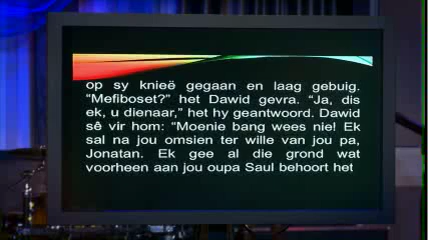 op sy knieë gegaan en laag gebuig.
“Mefiboset?” het Dawid gevra. “Ja, dis
ek, u dienaar,” het hy geantwoord. Dawid
sê vir hom: “Moenie bang wees nie! Ek
sal na jou omsien ter wille van jou pa,
Jonatan. Ek gee al die grond wat
voorheen aan jou oupa Saul behoort het